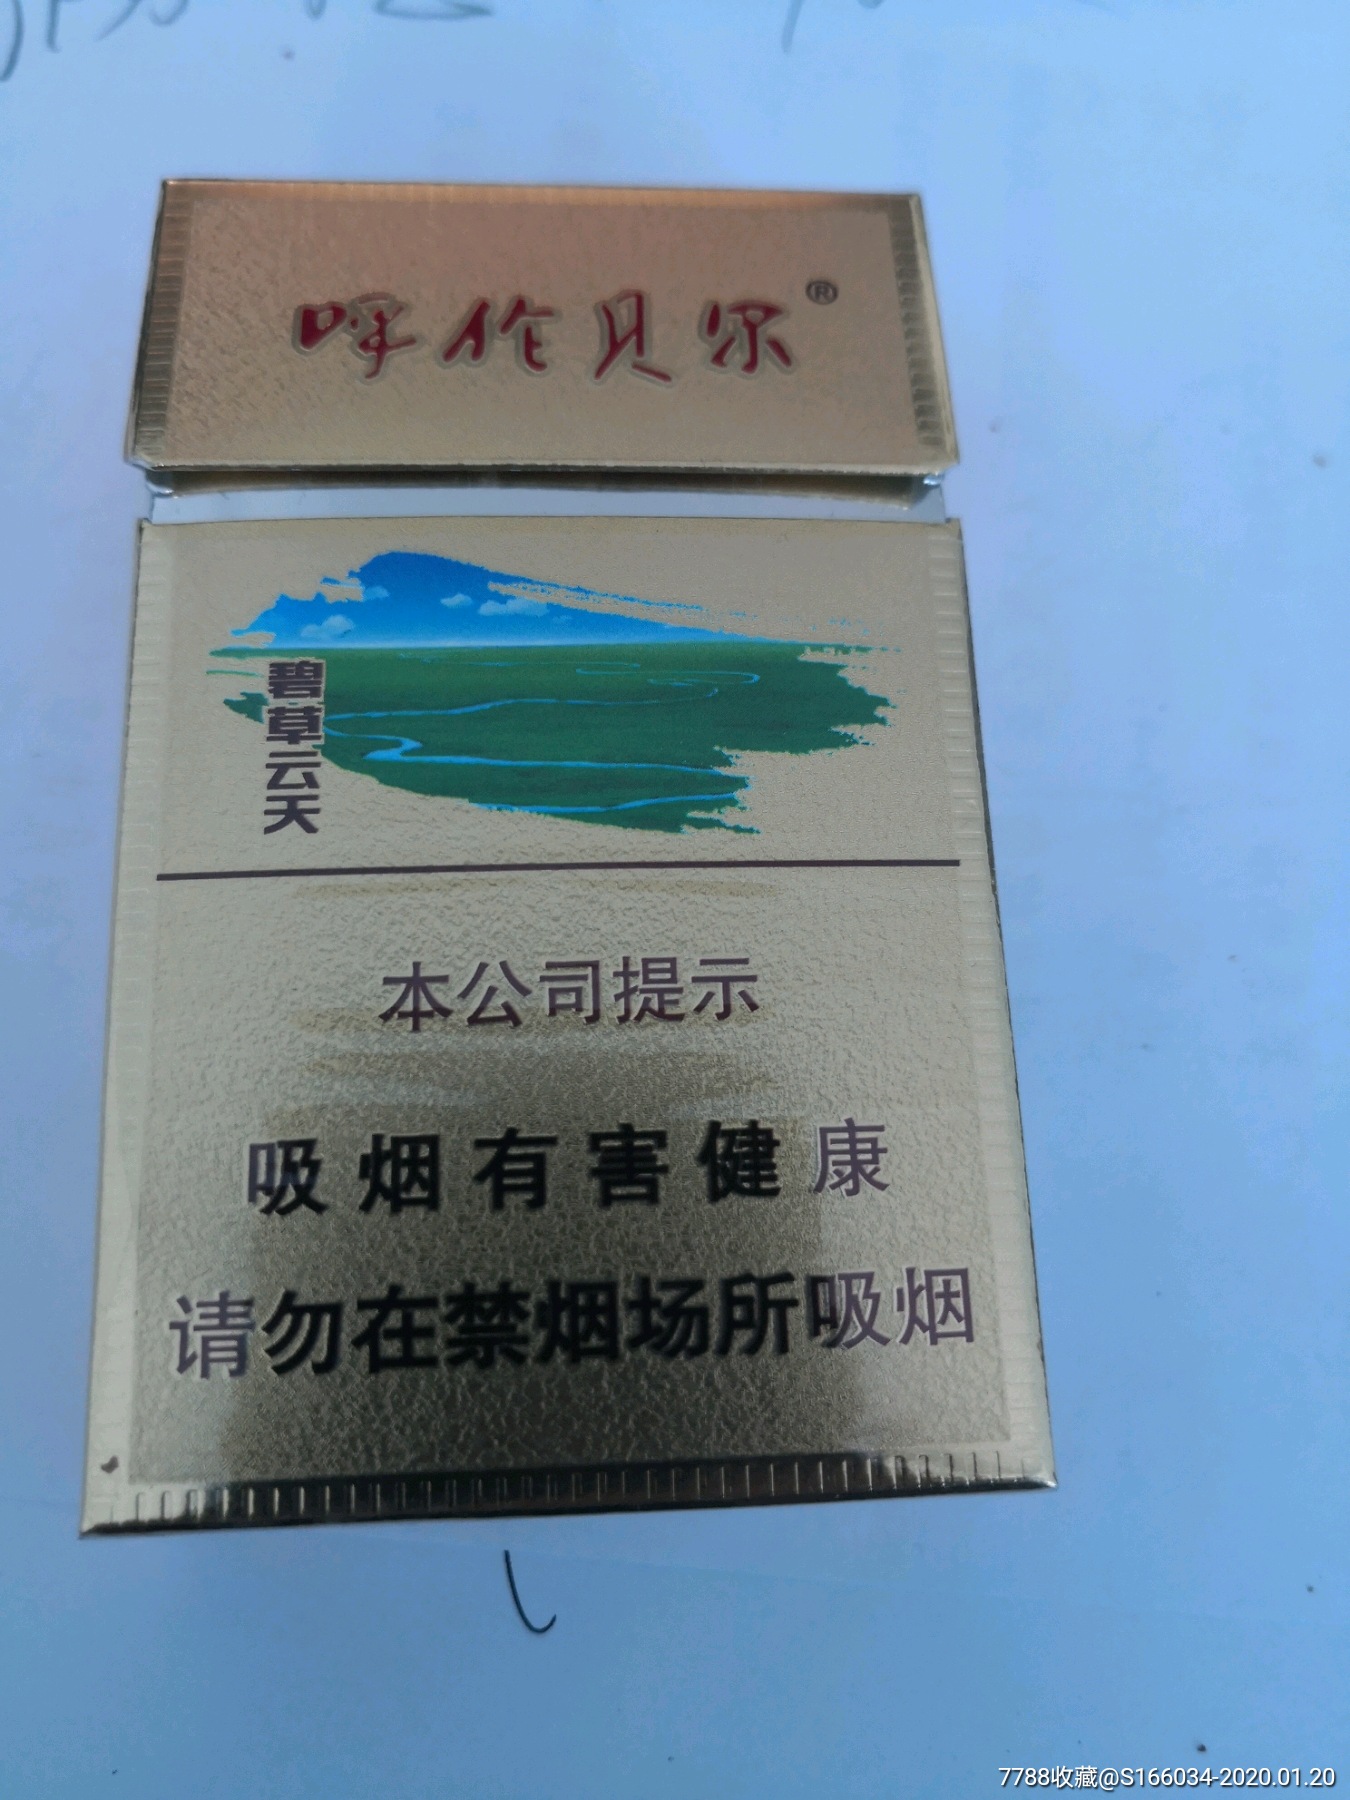 呼伦贝尔®
碧草云天
本公司提示
吸烟有害健康
请勿在禁烟场所吸烟
7788收藏@S166034-2020.01.20